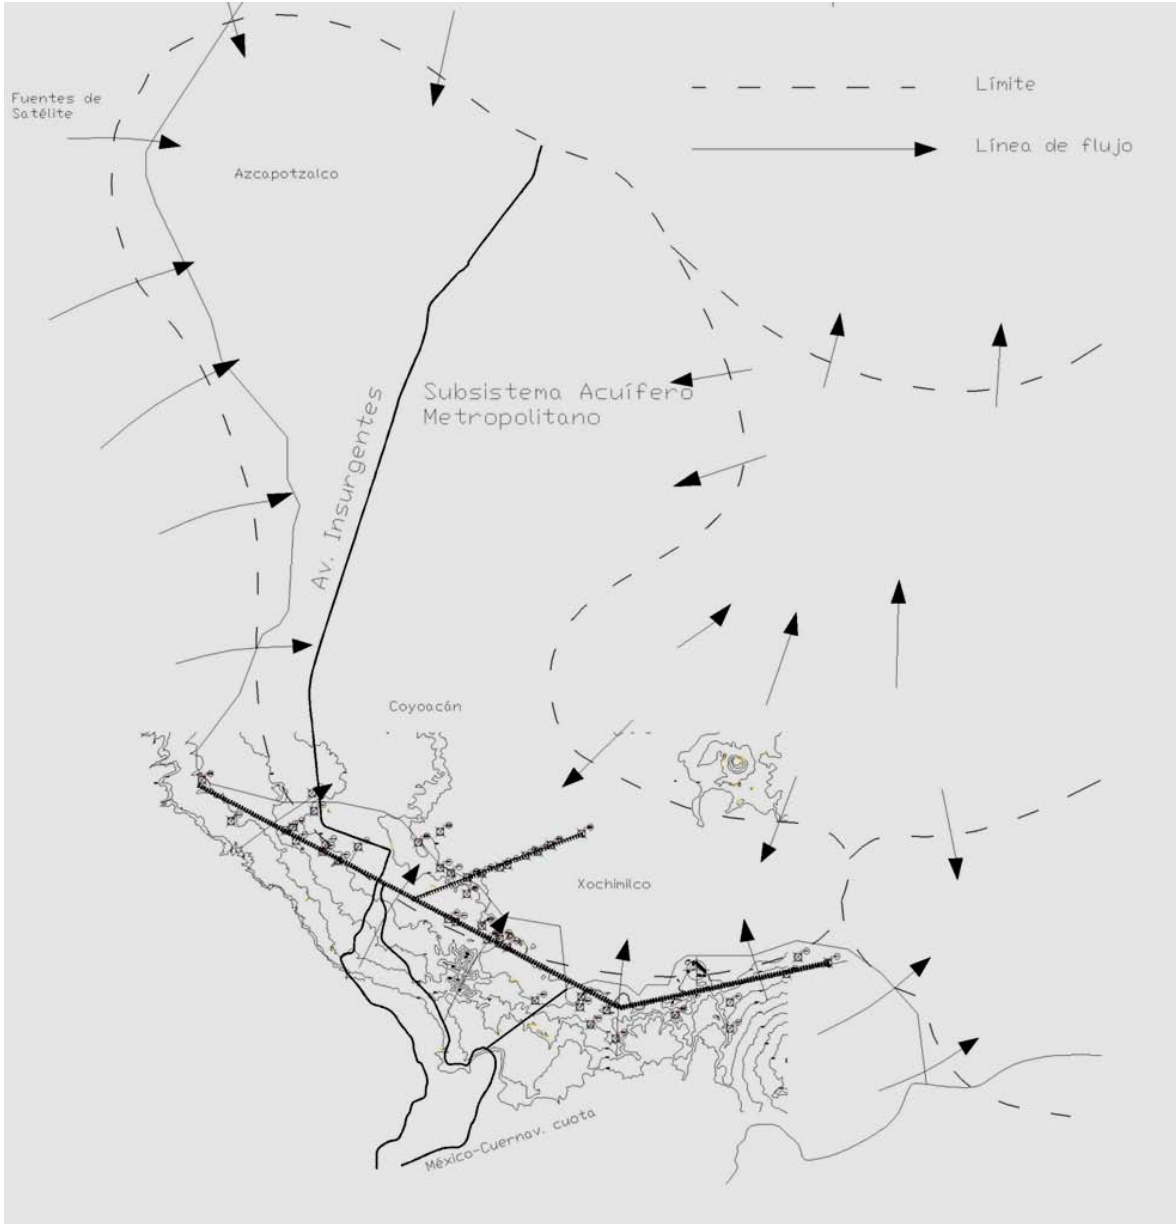 Límite
Fuentes de
Satélite
Línea de flujo
Azcapotzalco
Subsistema Acuífero
Metropolitano
Av. Insurgentes
Coyoacán
Xochimilco
México-Cuernav. cuota